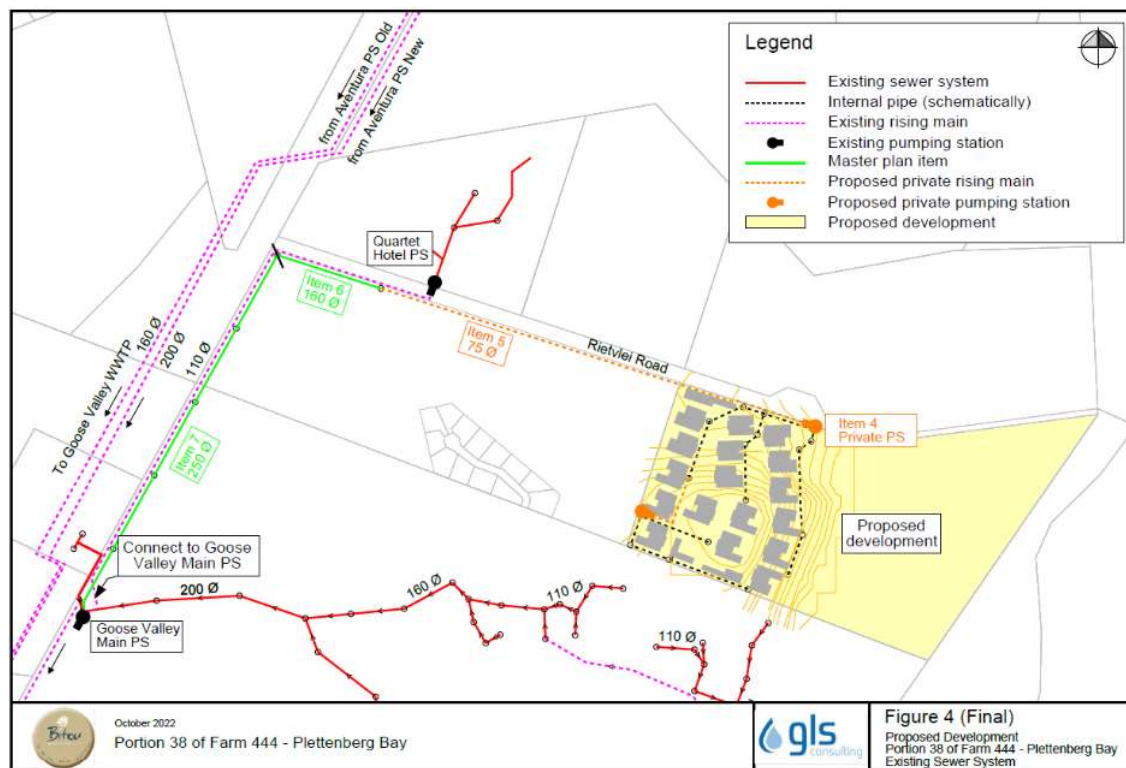 from Aventura PS Old
from Aventura PS New
Legend
Existing sewer system
Internal pipe (schematically)
Existing rising main
Existing pumping station
Master plan item
Proposed private rising main
Proposed private pumping station
Proposed development
Quartet
Hotel PS
Item 6
160 Ø
Item 5
75 Ø
Rietvlei Road
160 Ø
200 Ø
110 Ø
To Goose Valley WWTP
Item 7
250 Ø
Item 4
Private PS
Proposed
development
Connect to Goose
Valley Main PS
200 Ø
160 Ø
110 Ø
110 Ø
Goose Valley
Main PS
Bitou
October 2022
Portion 38 of Farm 444 - Plettenberg Bay
gls
consulting
Figure 4 (Final)
Proposed Development
Portion 38 of Farm 444 - Plettenberg Bay
Existing Sewer System